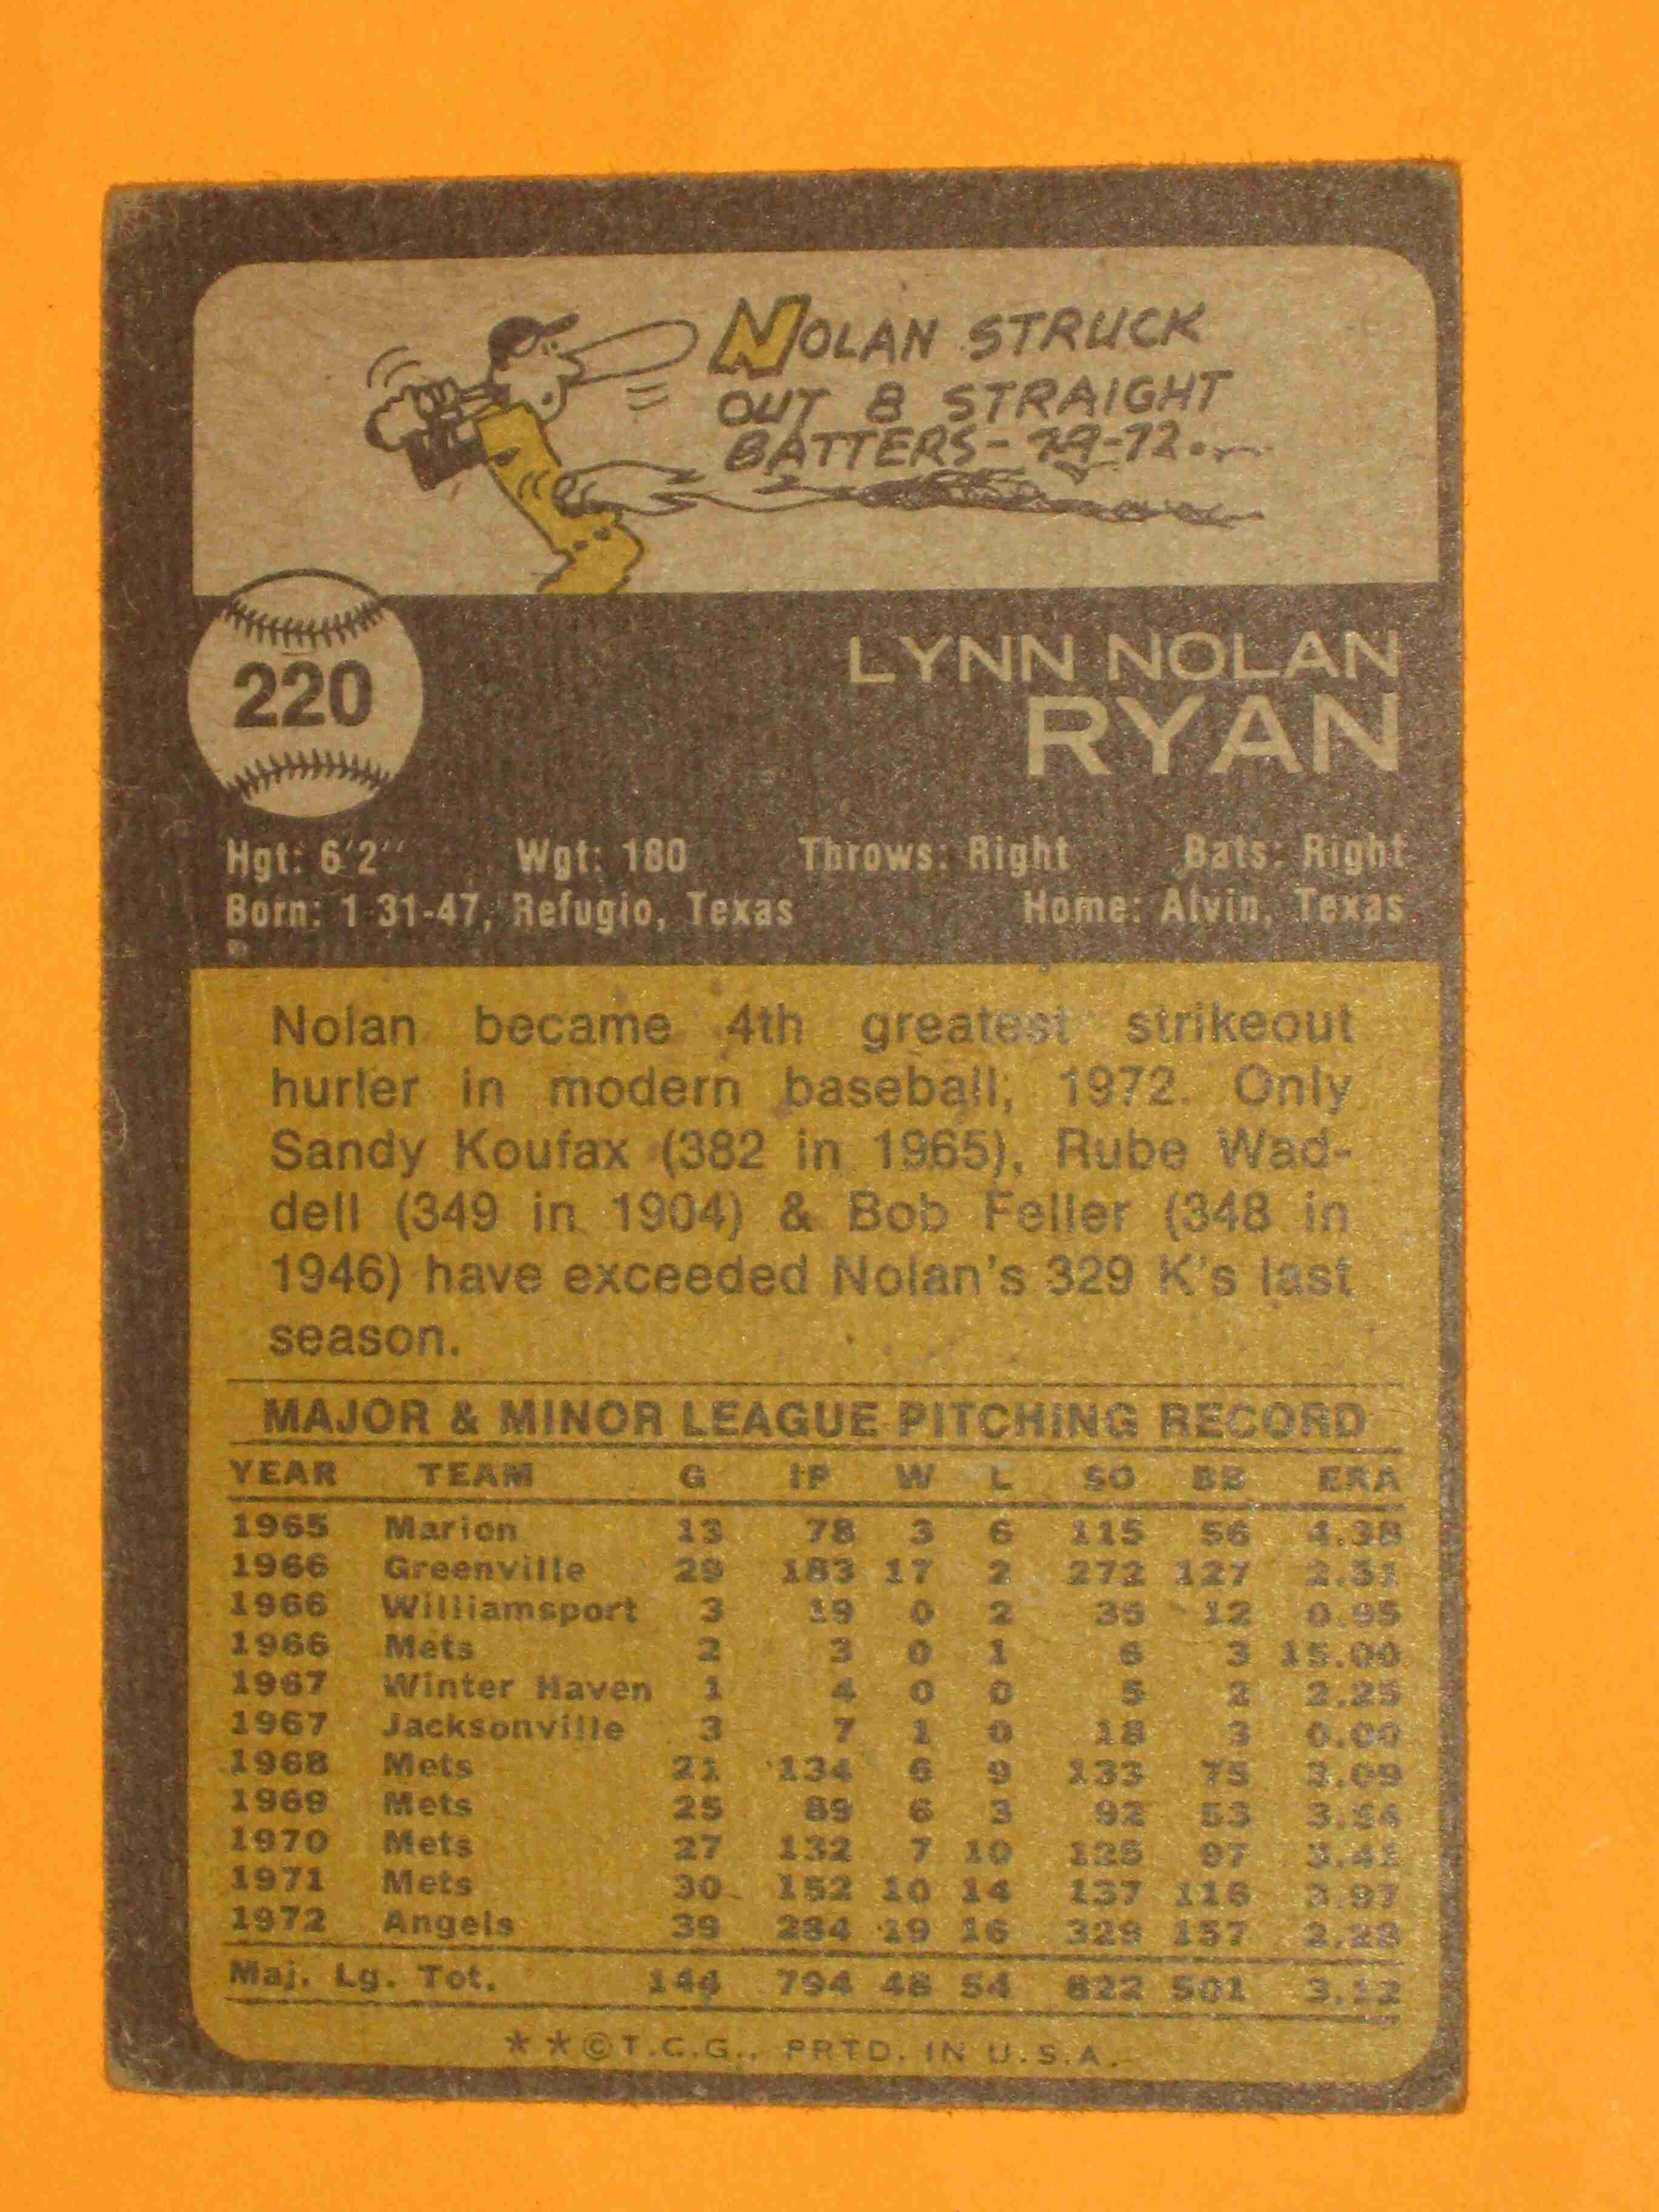 NOLAN STRUCK
OUT 8 STRAIGHT
BATTERS-7-9-72.
220
LYNN NOLAN
RYAN
Hgt: 6'2" Wgt: 180 Throws: Right Bats: Right
Born: 1-31-47, Refugio, Texas Home: Alvin, Texas
Nolan became 4th greatest strikeout
hurler in modern baseball, 1972. Only
Sandy Koufax (382 in 1965), Rube Wad-
dell (349 in 1904) & Bob Feller (348 in
1946) have exceeded Nolan's 329 K's last
season.
MAJOR & MINOR LEAGUE PITCHING RECORD
YEAR TEAM G IP W L SO BB ERA
1965 Marion 13 78 3 6 115 56 4.38
1966 Greenville 29 183 17 2 272 127 2.51
1966 Williamsport 3 19 0 2 35 12 0.95
1966 Mets 2 3 0 1 6 3 15.00
1967 Winter Haven 1 4 0 0 5 2 2.25
1967 Jacksonville 3 7 1 0 18 3 0.00
1968 Mets 21 134 6 9 133 75 3.09
1969 Mets 25 89 6 3 92 53 3.54
1970 Mets 27 132 7 10 125 97 3.41
1971 Mets 30 152 10 14 137 116 3.97
1972 Angels 39 284 19 16 329 157 2.28
Maj. Lg. Tot. 144 794 48 54 822 501 3.12
**©T.C.G., PRTD. IN U.S.A.